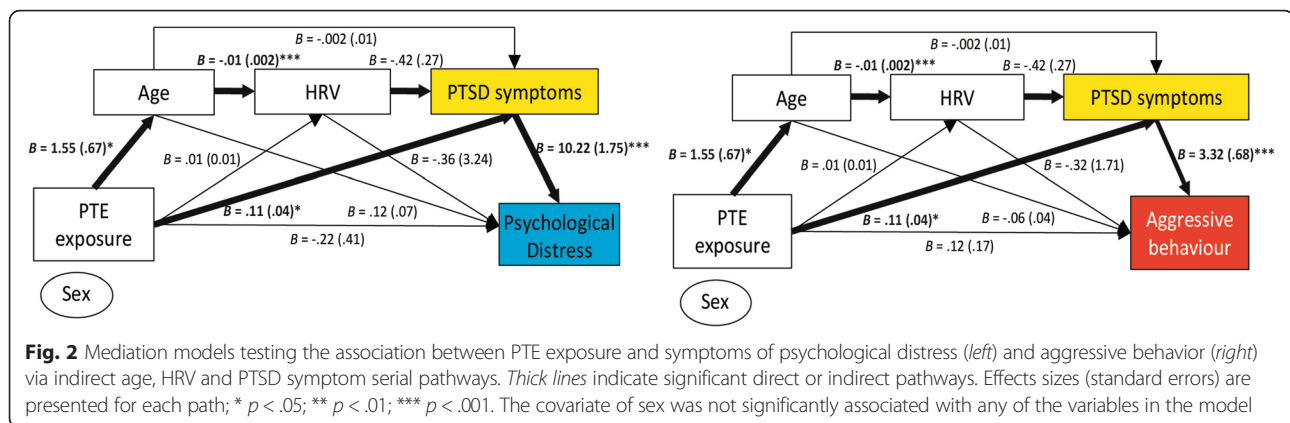 B = -.002 (.01)
B = -.01 (.002)***
B = -.42 (.27)
Age
HRV
PTSD symptoms
B = 1.55 (.67)*
B = .01 (0.01)
B = -.36 (3.24)
B = 10.22 (1.75)***
PTE
exposure
B = .11 (.04)*
B = .12 (.07)
B = -.22 (.41)
Psychological
Distress
Sex
B = -.002 (.01)
B = -.01 (.002)***
B = -.42 (.27)
Age
HRV
PTSD symptoms
B = 1.55 (.67)*
B = .01 (0.01)
B = -.32 (1.71)
B = 3.32 (.68)***
PTE
exposure
B = .11 (.04)*
B = -.06 (.04)
B = .12 (.17)
Aggressive
behaviour
Sex
Fig. 2 Mediation models testing the association between PTE exposure and symptoms of psychological distress (left) and aggressive behavior (right)
via indirect age, HRV and PTSD symptom serial pathways. Thick lines indicate significant direct or indirect pathways. Effects sizes (standard errors) are
presented for each path; * p < .05; ** p < .01; *** p < .001. The covariate of sex was not significantly associated with any of the variables in the model